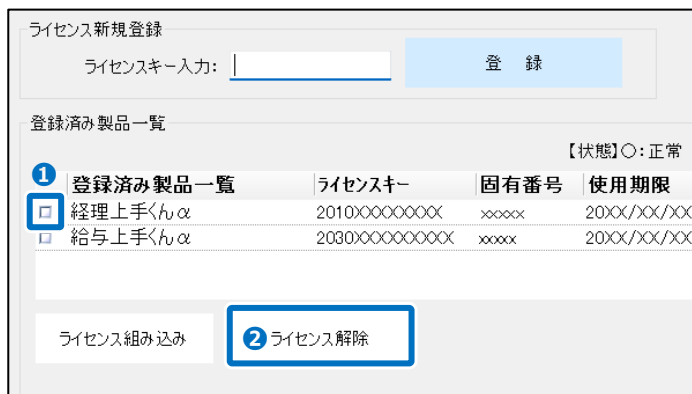 ライセンス新規登録
ライセンスキー入力:
登 録
登録済み製品一覧
【状態】○:正常
1
登録済み製品一覧 ライセンスキー 固有番号 使用期限
経理上手くんα 2010XXXXXXXXX xxxxxx 20XX/XX/XX
給与上手くんα 2030XXXXXXXXXX xxxxxx 20XX/XX/XX
ライセンス組み込み 2 ライセンス解除